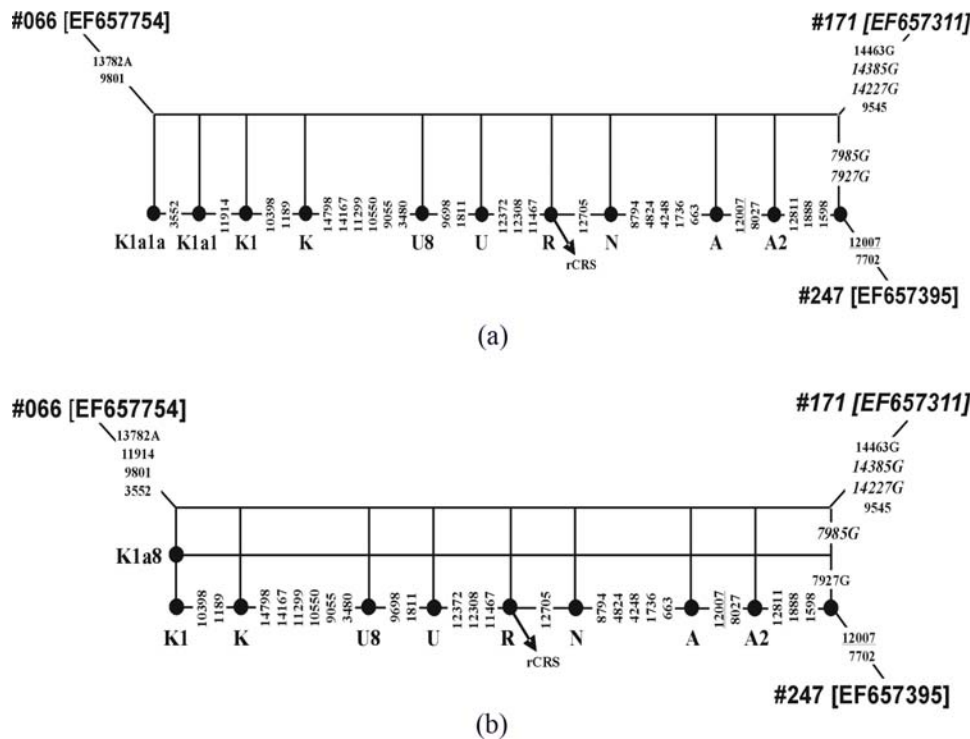 #066 [EF657754]
13782A
9801
#171 [EF657311]
14463G
14385G
14227G
9545
7985G
7927G
3552
11914
10398
1189
14798
14167
11299
10550
9055
3480
9698
1811
12372
12308
11467
12705
8794
4824
4248
1736
663
12007
8027
12811
1888
1598
K1a1a K1a1 K1 K U8 U R N A A2
rCRS
12007
7702
#247 [EF657395]
(a)
#066 [EF657754]
13782A
11914
9801
3552
#171 [EF657311]
14463G
14385G
14227G
9545
7985G
K1a8
7927G
10398
1189
14798
14167
11299
10550
9055
3480
9698
1811
12372
12308
11467
12705
8794
4824
4248
1736
663
12007
8027
12811
1888
1598
K1 K U8 U R N A A2
rCRS
12007
7702
#247 [EF657395]
(b)